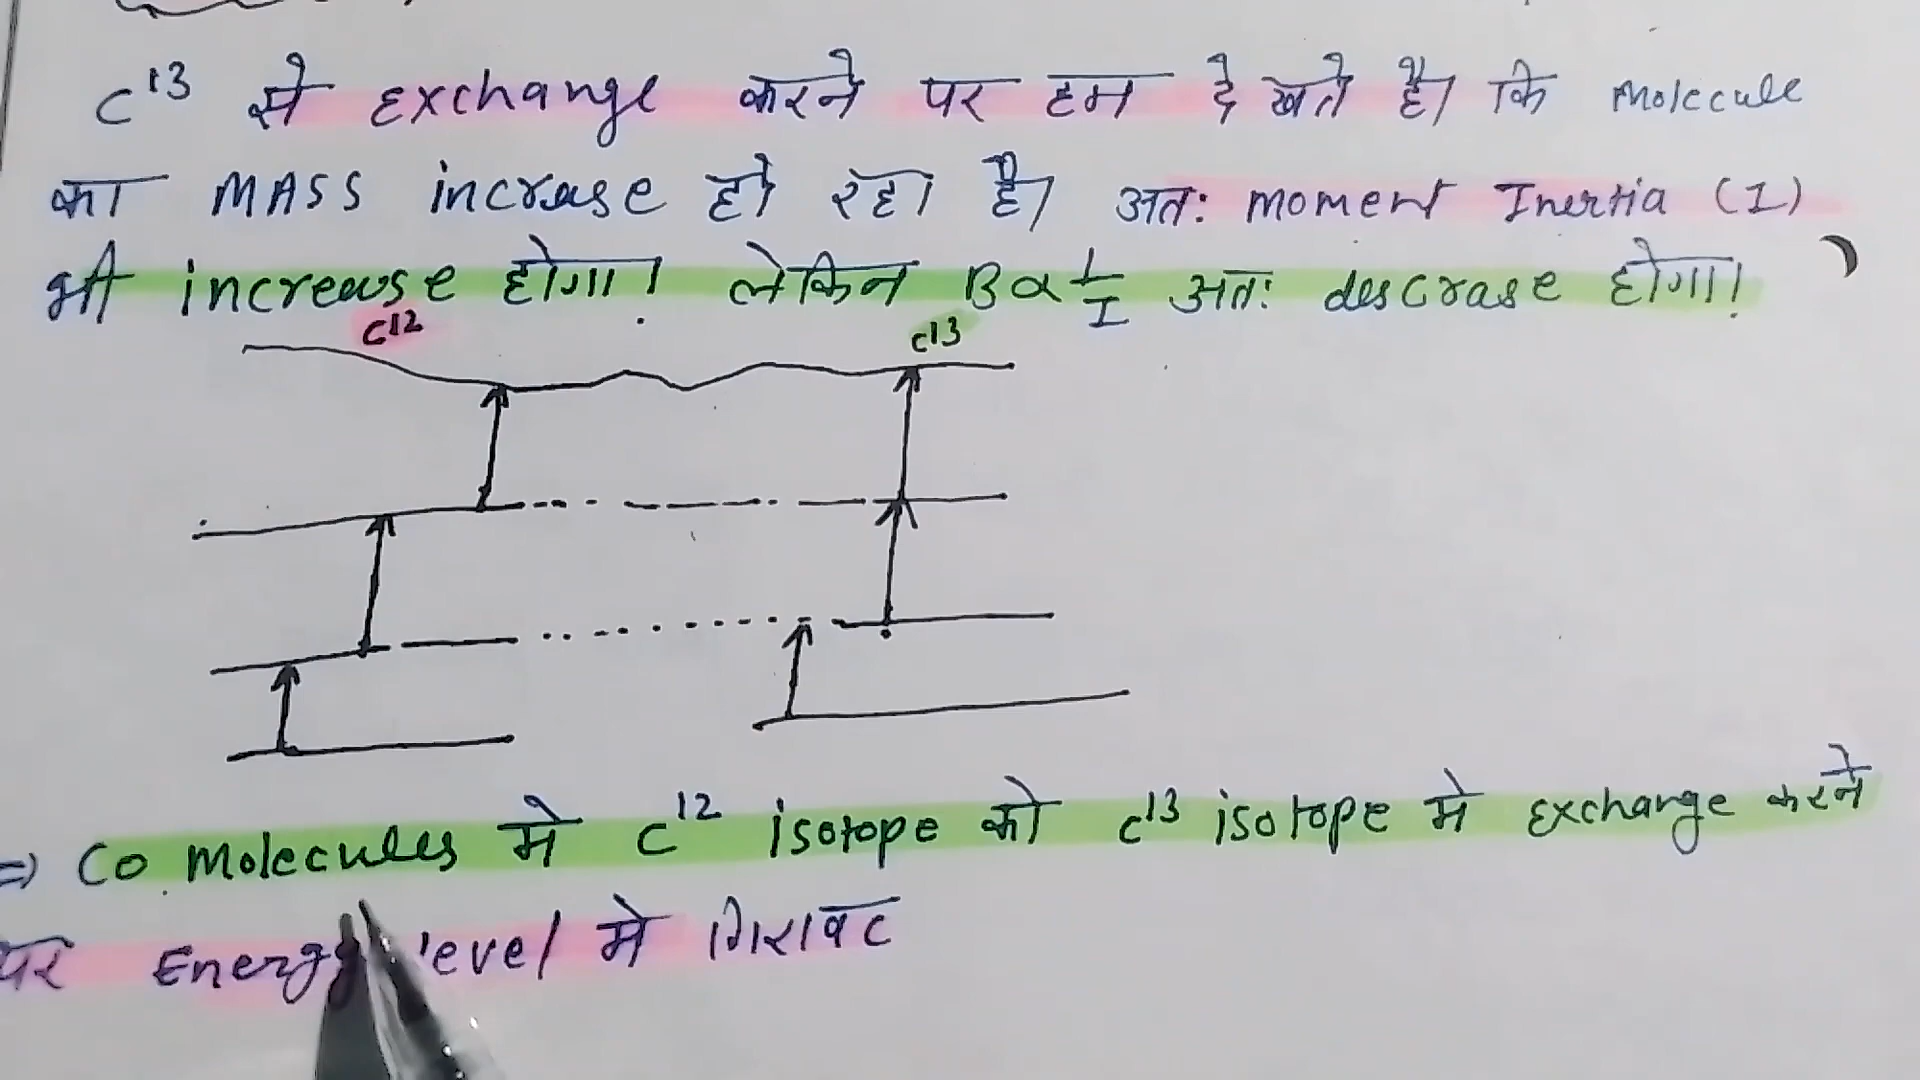 C¹³ से Exchange करने पर हम देखते है। कि molecule
का MASS increase हो रहा है। अतः moment Inertia (I)
भी increase होगा। लेकिन B α 1/I अतः descrase होगा।
C¹² C¹³
=> CO Molecules मे C¹² isotope को C¹³ isotope मे Exchange करने
पर Energy level मे गिरावट